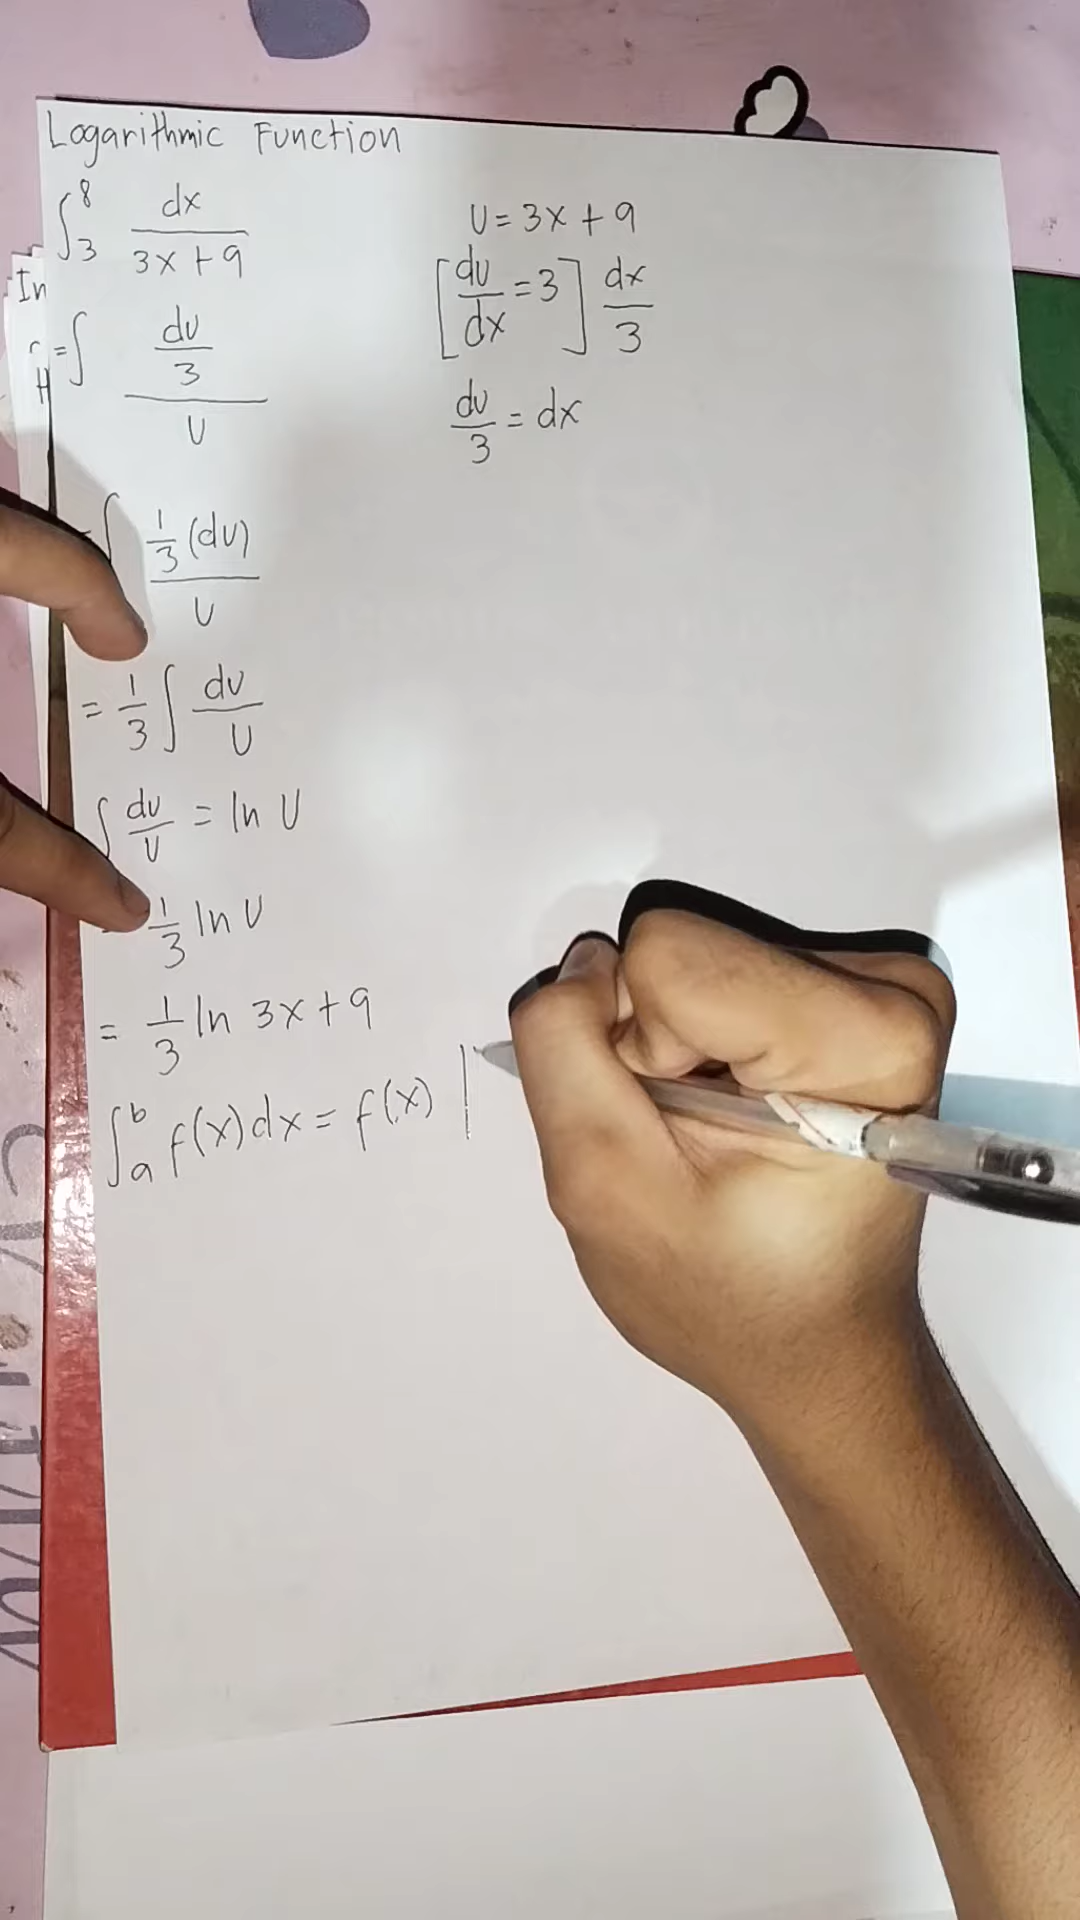 Logarithmic Function
∫₃⁸ dx/(3x+9)
= ∫ (du/3)/u
= ∫ (1/3 (du))/u
= 1/3 ∫ du/u
∫ du/u = ln u
1/3 ln u
= 1/3 ln 3x+9
∫ₐᵇ f(x)dx = f(x) |
u = 3x+9
[du/dx = 3] dx/3
du/3 = dx
In
H